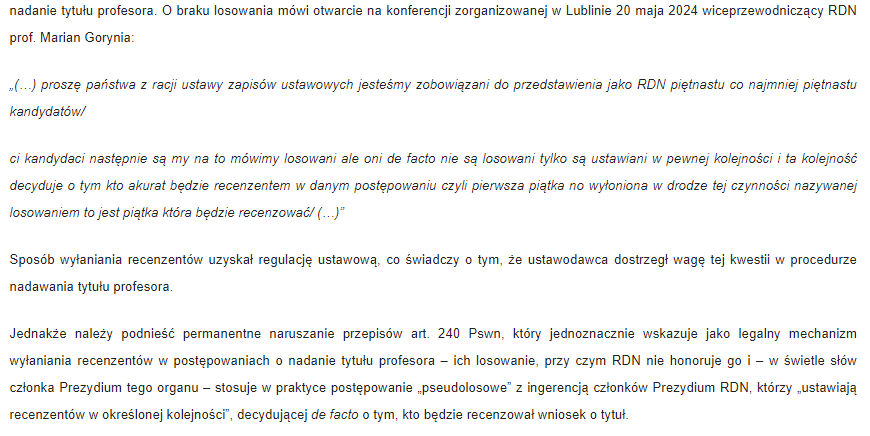 nadanie tytułu profesora. O braku losowania mówi otwarcie na konferencji zorganizowanej w Lublinie 20 maja 2024 wiceprzewodniczący RDN
prof. Marian Gorynia:
„(…) proszę państwa z racji ustawy zapisów ustawowych jesteśmy zobowiązani do przedstawienia jako RDN piętnastu co najmniej piętnastu
kandydatów/
ci kandydaci następnie są my na to mówimy losowani ale oni de facto nie są losowani tylko są ustawiani w pewnej kolejności i ta kolejność
decyduje o tym kto akurat będzie recenzentem w danym postępowaniu czyli pierwsza piątka no wyłoniona w drodze tej czynności nazywanej
losowaniem to jest piątka która będzie recenzować/ (…)”
Sposób wyłaniania recenzentów uzyskał regulację ustawową, co świadczy o tym, że ustawodawca dostrzegł wagę tej kwestii w procedurze
nadawania tytułu profesora.
Jednakże należy podnieść permanentne naruszanie przepisów art. 240 Pswn, który jednoznacznie wskazuje jako legalny mechanizm
wyłaniania recenzentów w postępowaniach o nadanie tytułu profesora – ich losowanie, przy czym RDN nie honoruje go i – w świetle słów
członka Prezydium tego organu – stosuje w praktyce postępowanie „pseudolosowe” z ingerencją członków Prezydium RDN, którzy „ustawiają
recenzentów w określonej kolejności”, decydującej de facto o tym, kto będzie recenzował wniosek o tytuł.